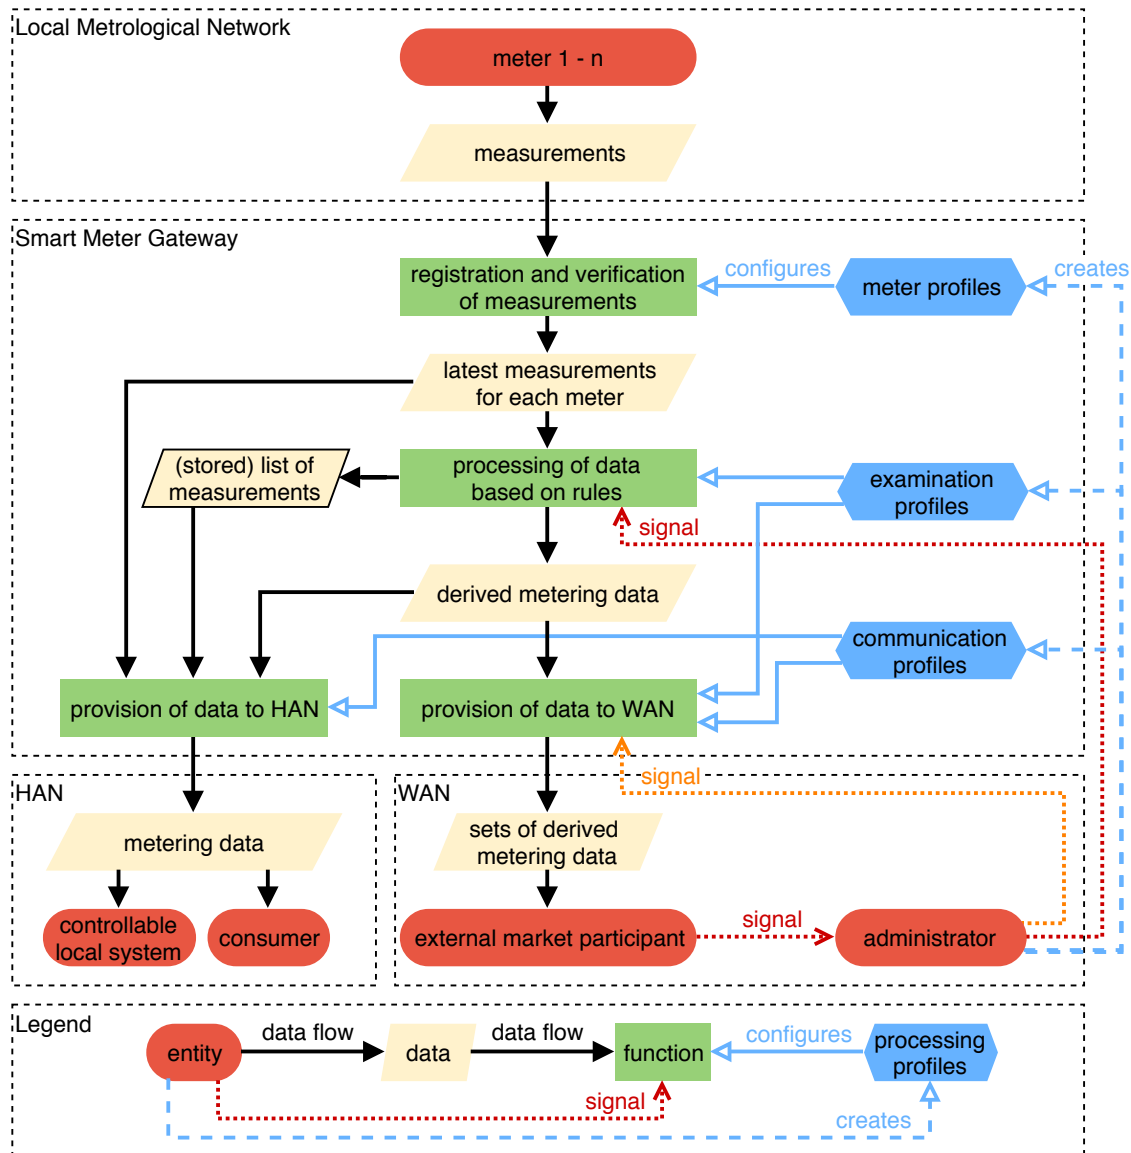 Local Metrological Network
meter 1 - n
measurements
Smart Meter Gateway
registration and verification
of measurements
configures
meter profiles
creates
latest measurements
for each meter
(stored) list of
measurements
processing of data
based on rules
examination
profiles
signal
derived metering data
communication
profiles
provision of data to HAN
provision of data to WAN
signal
HAN
WAN
metering data
sets of derived
metering data
controllable
local system
consumer
external market participant
signal
administrator
Legend
entity
data flow
data
data flow
function
configures
processing
profiles
signal
creates